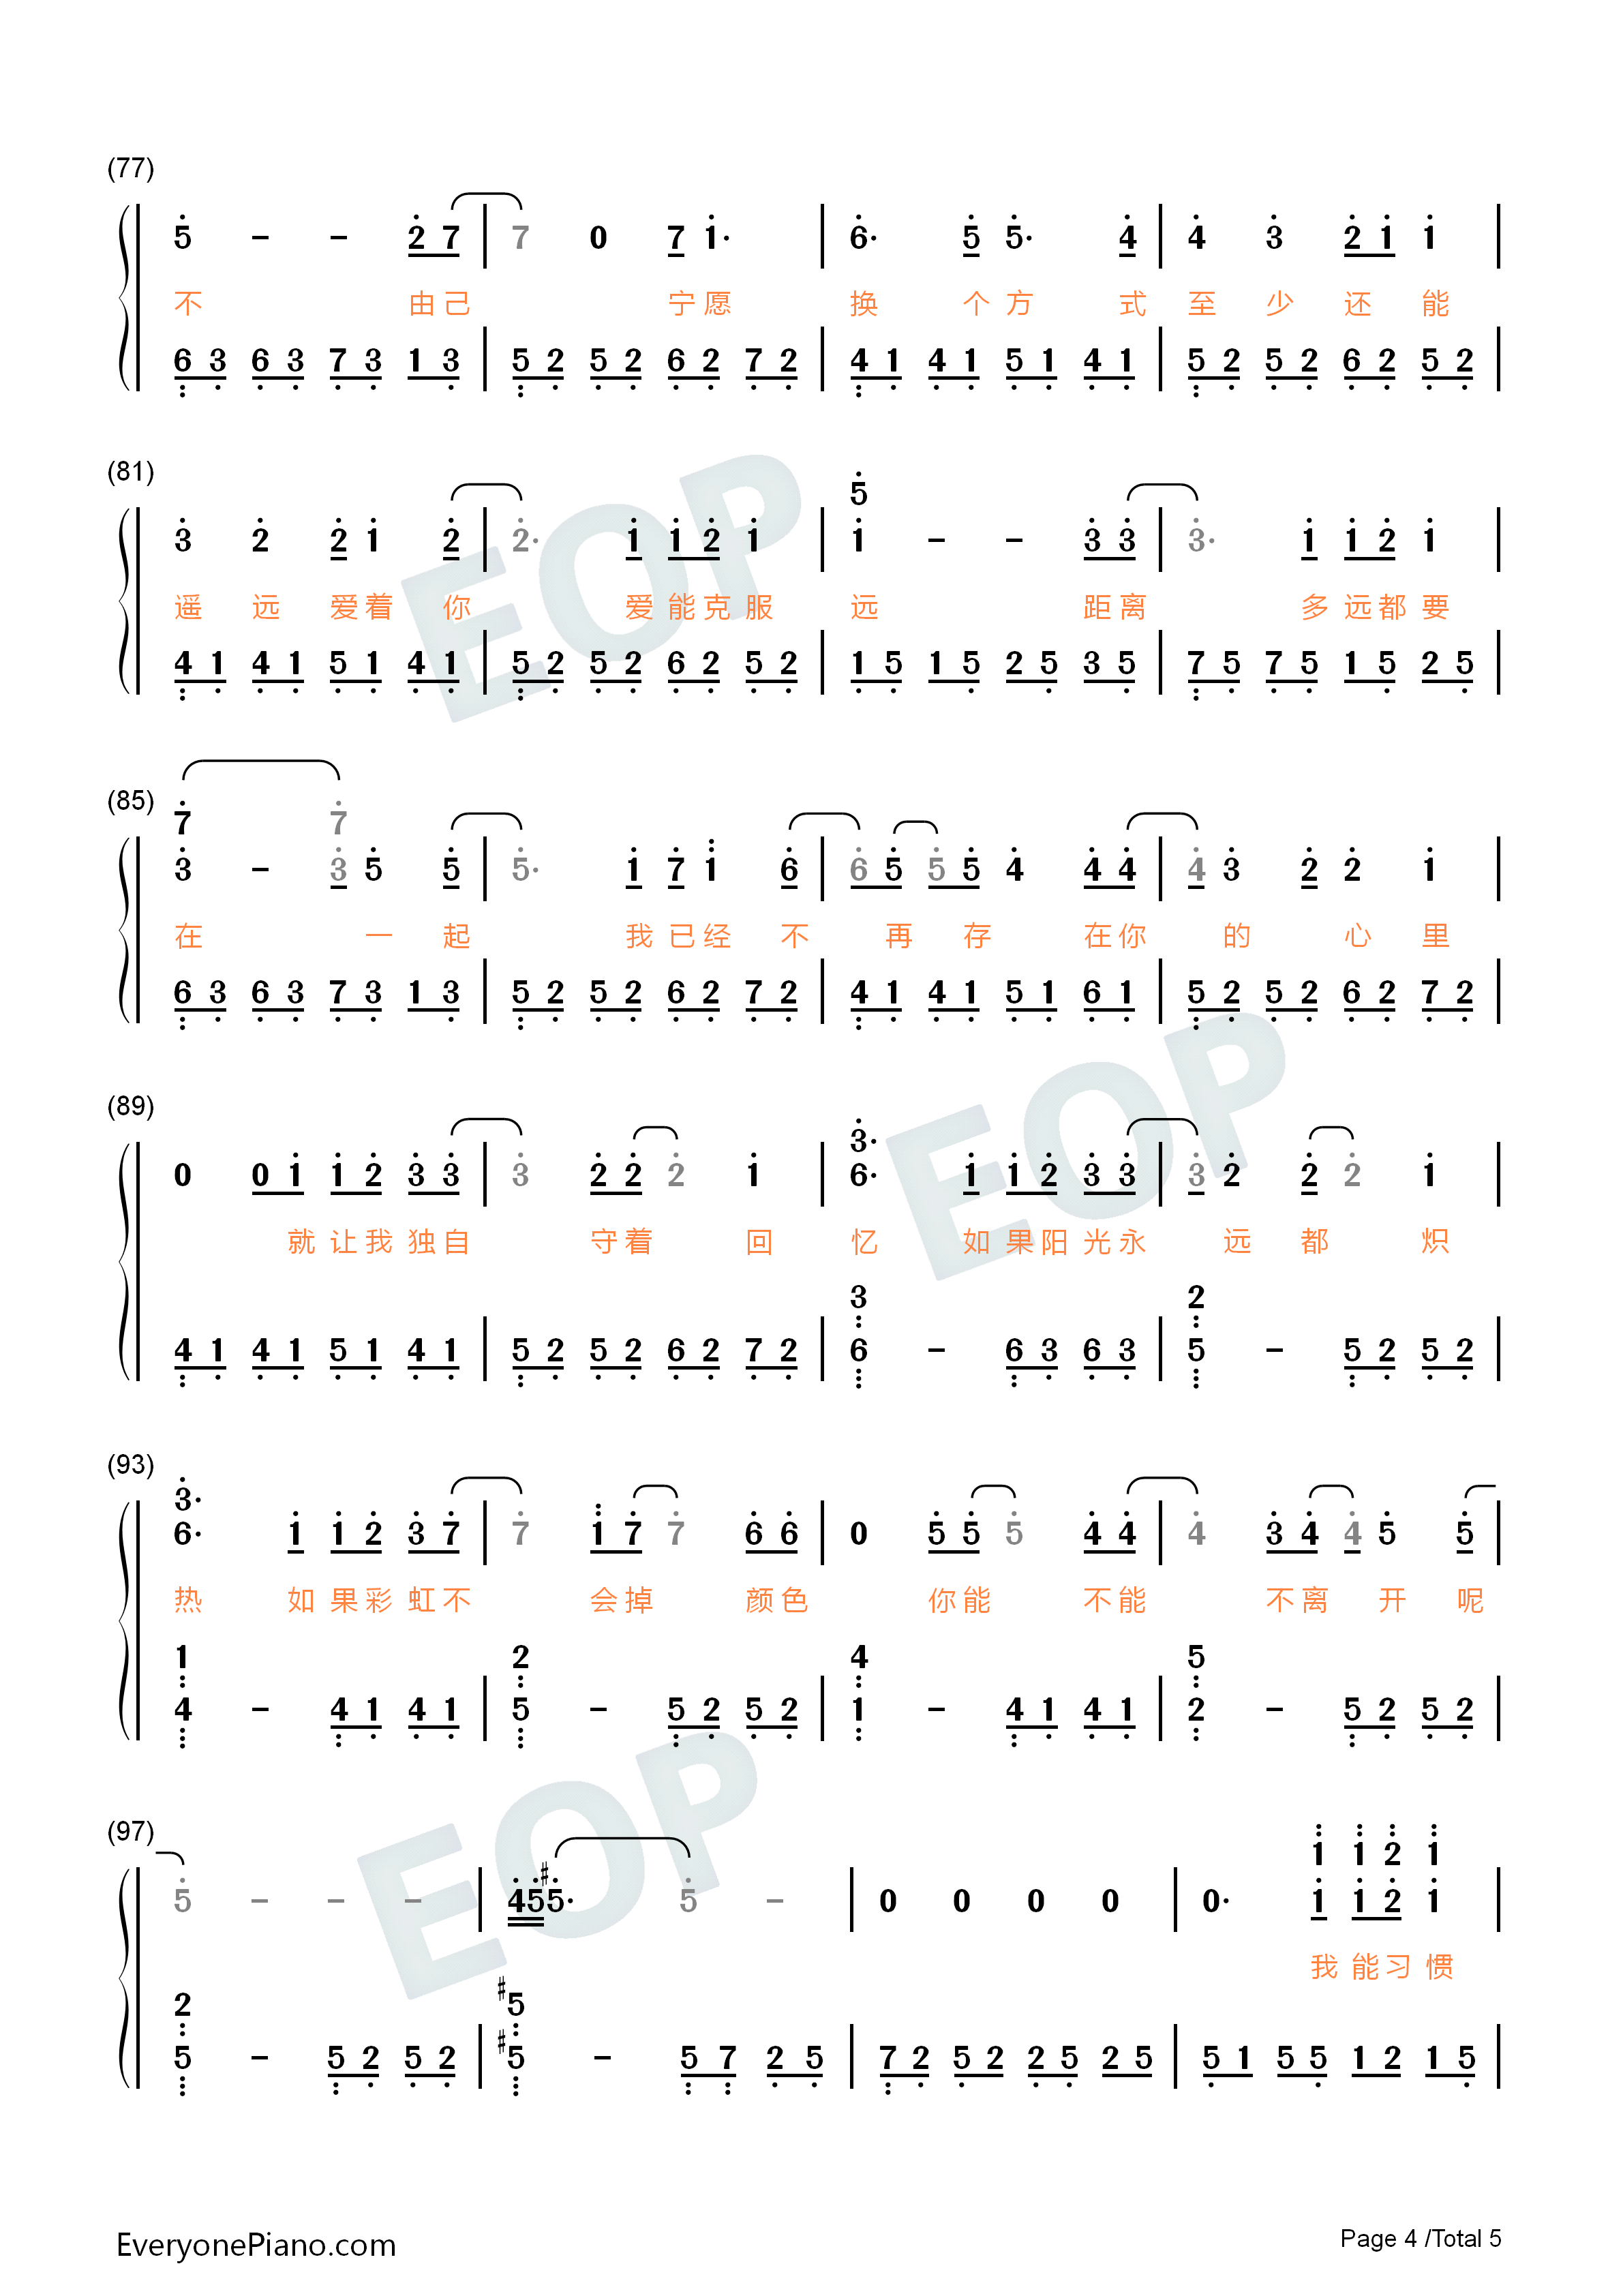 (77)
5 - - 2 7 | 7 0 7 1· | 6· 5 5· 4 | 4 3 2 1 1 |
不 由己 宁愿 换 个方 式 至 少 还 能
6 3 6 3 7 3 1 3 | 5 2 5 2 6 2 7 2 | 4 1 4 1 5 1 4 1 | 5 2 5 2 6 2 5 2 |
(81)
5
3 2 2 1 2 | 2· 1 1 2 1 | 1 - - 3 3 | 3· 1 1 2 1 |
遥 远 爱着 你 爱 能克 服 远 距离 多 远都 要
4 1 4 1 5 1 4 1 | 5 2 5 2 6 2 5 2 | 1 5 1 5 2 5 3 5 | 7 5 7 5 1 5 2 5 |
(85)
7 7
3 - 3 5 5 | 5· 1 7 1 6 | 6 5 5 5 4 4 4 | 4 3 2 2 1 |
在 一 起 我 已经 不 再 存 在你 的 心 里
6 3 6 3 7 3 1 3 | 5 2 5 2 6 2 7 2 | 4 1 4 1 5 1 6 1 | 5 2 5 2 6 2 7 2 |
(89)
3·
0 0 1 1 2 3 3 | 3 2 2 2 1 | 6· 1 1 2 3 3 | 3 2 2 2 1 |
就 让我 独自 守着 回 忆 如 果阳 光永 远 都 炽
3 2
4 1 4 1 5 1 4 1 | 5 2 5 2 6 2 7 2 | 6 - 6 3 6 3 | 5 - 5 2 5 2 |
(93)
3·
6· 1 1 2 3 7 | 7 1 7 7 6 6 | 0 5 5 5 4 4 | 4 3 4 4 5 5 |
热 如 果彩 虹不 会掉 颜色 你能 不能 不离 开 呢
1 2 4 5
4 - 4 1 4 1 | 5 - 5 2 5 2 | 1 - 4 1 4 1 | 2 - 5 2 5 2 |
(97)
1 1 2 1
5 - - - | 4 5 #5· 5 - | 0 0 0 0 | 0· 1 1 2 1 |
我 能习 惯
2 #5
5 - 5 2 5 2 | #5 - 5 7 2 5 | 7 2 5 2 2 5 2 5 | 5 1 5 5 1 2 1 5 |
EOP
EOP
EOP
EveryonePiano.com
Page 4 /Total 5